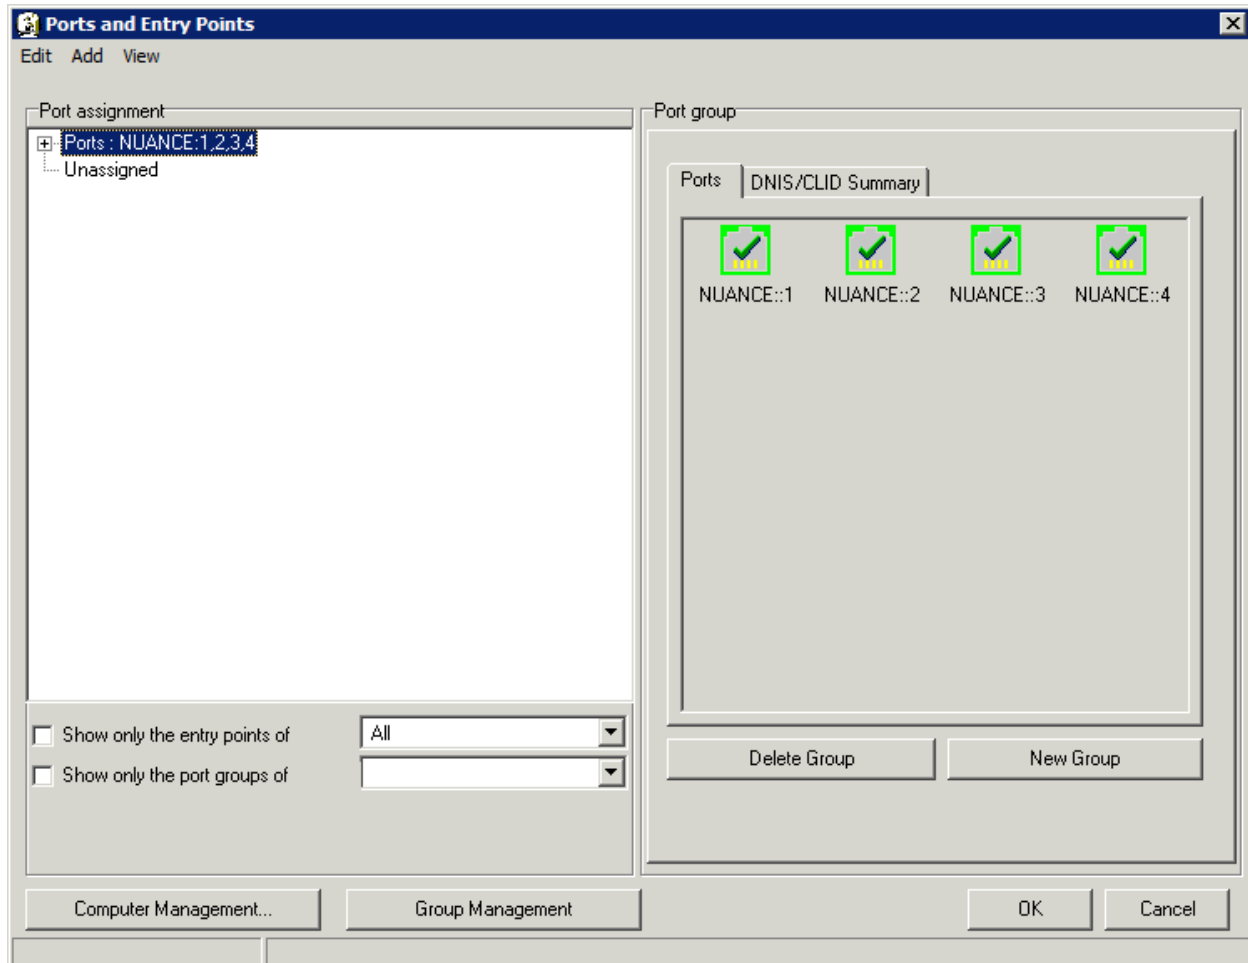 Ports and Entry Points
Edit Add View
Port assignment
Ports : NUANCE:1,2,3,4
Unassigned
Show only the entry points of
All
Show only the port groups of
Port group
Ports
DNIS/CLID Summary
NUANCE::1
NUANCE::2
NUANCE::3
NUANCE::4
Delete Group
New Group
Computer Management...
Group Management
OK
Cancel